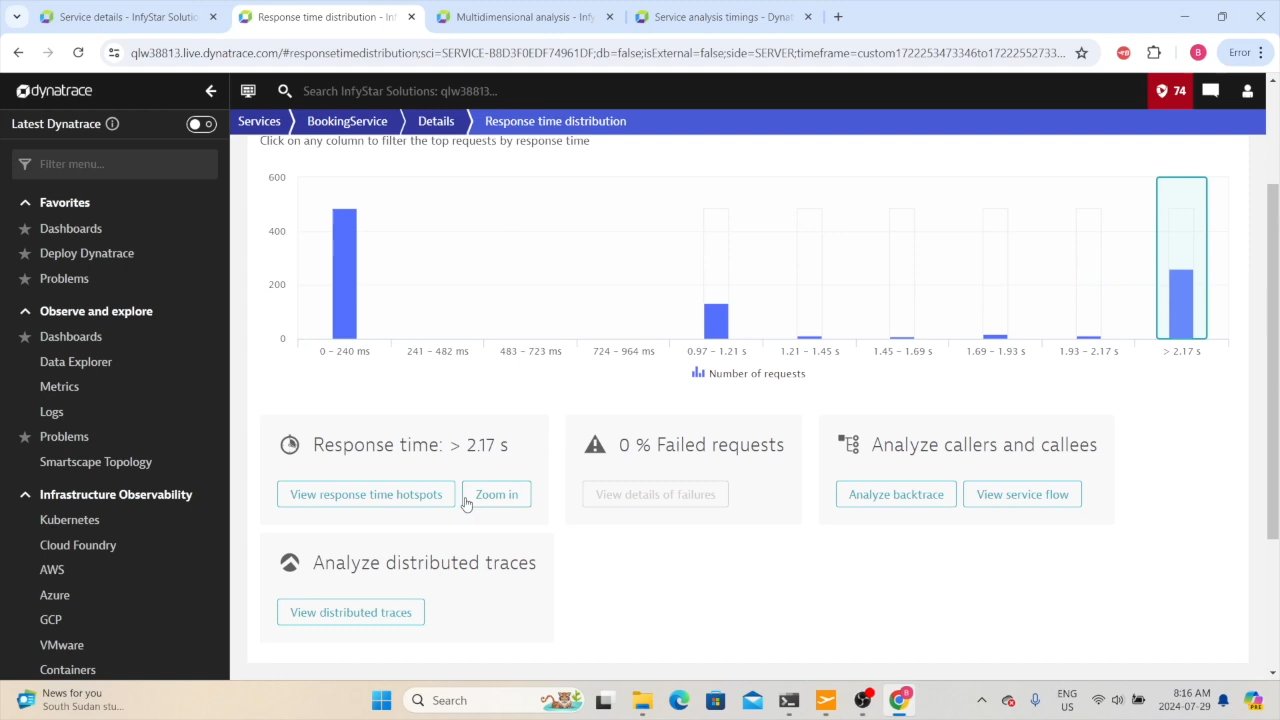 Service details - InfyStar Solutio
Response time distribution - Inf
Multidimensional analysis - Infy
Service analysis timings - Dynat
qlw38813.live.dynatrace.com/#responsetimedistribution;sci=SERVICE-B8D3F0EDF74961DF;db=false;isExternal=false;side=SERVER;timeframe=custom1722253473346to17222552733...
B
Error
dynatrace
Search InfyStar Solutions: qlw38813...
74
Latest Dynatrace
Services
BookingService
Details
Response time distribution
Click on any column to filter the top requests by response time
Filter menu...
Favorites
Dashboards
Deploy Dynatrace
Problems
Observe and explore
Dashboards
Data Explorer
Metrics
Logs
Problems
Smartscape Topology
Infrastructure Observability
Kubernetes
Cloud Foundry
AWS
Azure
GCP
VMware
Containers
600
400
200
0
0 - 240 ms
241 - 482 ms
483 - 723 ms
724 - 964 ms
0.97 - 1.21 s
1.21 - 1.45 s
1.45 - 1.69 s
1.69 - 1.93 s
1.93 - 2.17 s
> 2.17 s
Number of requests
Response time: > 2.17 s
View response time hotspots
Zoom in
0 % Failed requests
View details of failures
Analyze callers and callees
Analyze backtrace
View service flow
Analyze distributed traces
View distributed traces
News for you
South Sudan stu...
Search
ENG
US
8:16 AM
2024-07-29